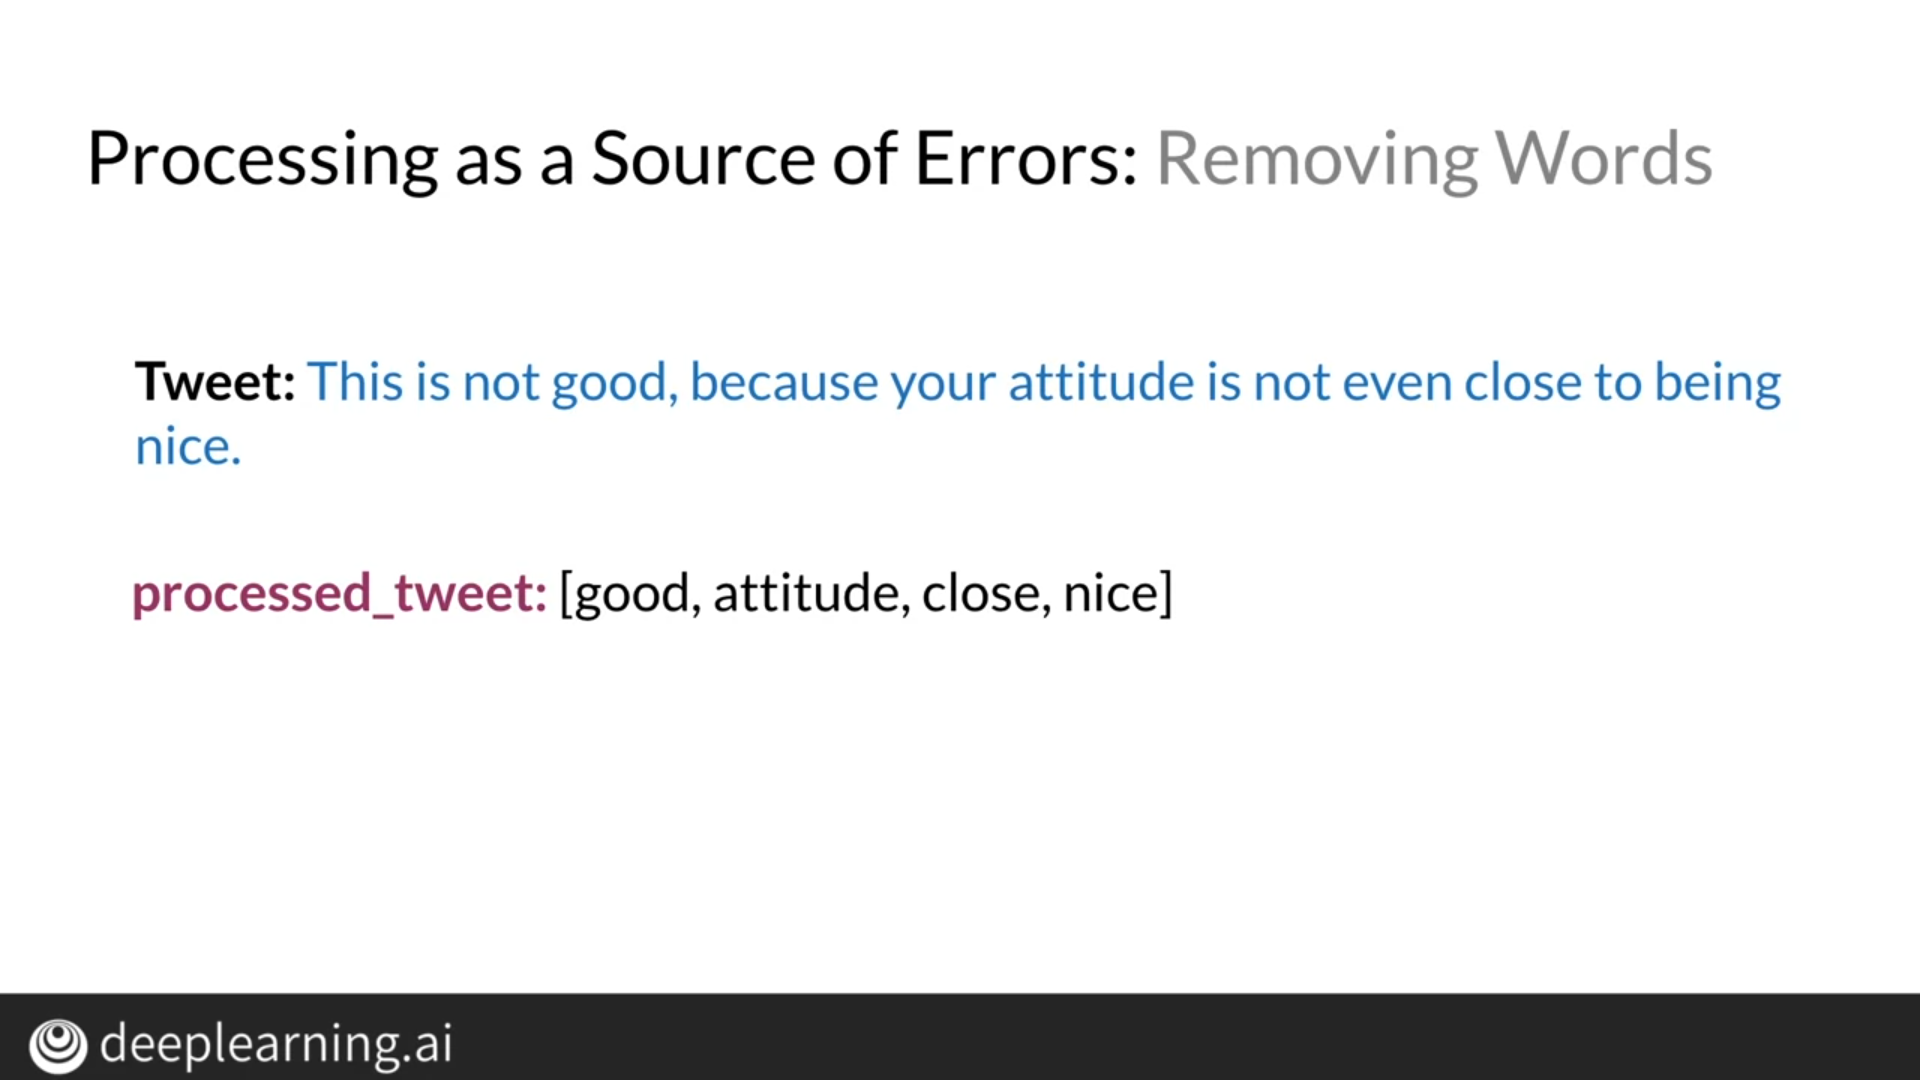 Processing as a Source of Errors: Removing Words
Tweet: This is not good, because your attitude is not even close to being
nice.
processed_tweet: [good, attitude, close, nice]
deeplearning.ai